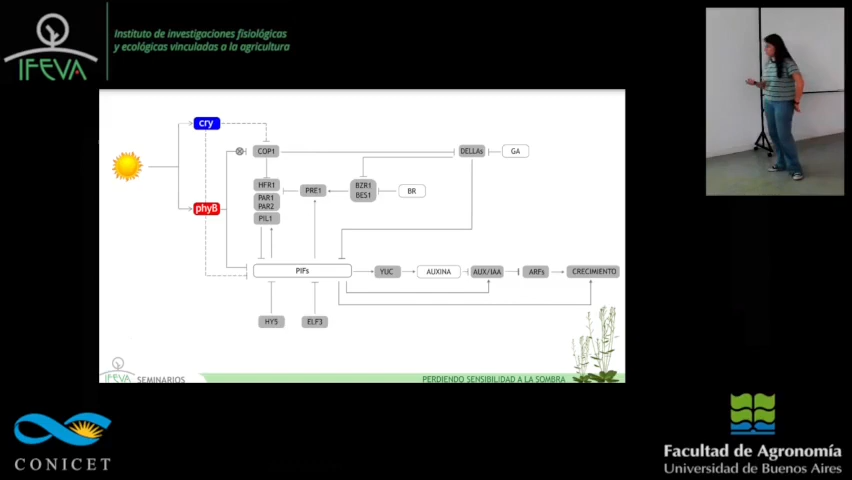 Instituto de investigaciones fisiológicas
y ecológicas vinculadas a la agricultura
IFEVA
cry
COP1
DELLAs
GA
HFR1
PAR1
PAR2
PIL1
PRE1
BZR1
BES1
BR
phyB
PIFs
YUC
AUXINA
AUX/IAA
ARFs
CRECIMIENTO
HY5
ELF3
IFEVA
SEMINARIOS
PERDIENDO SENSIBILIDAD A LA SOMBRA
CONICET
Facultad de Agronomía
Universidad de Buenos Aires